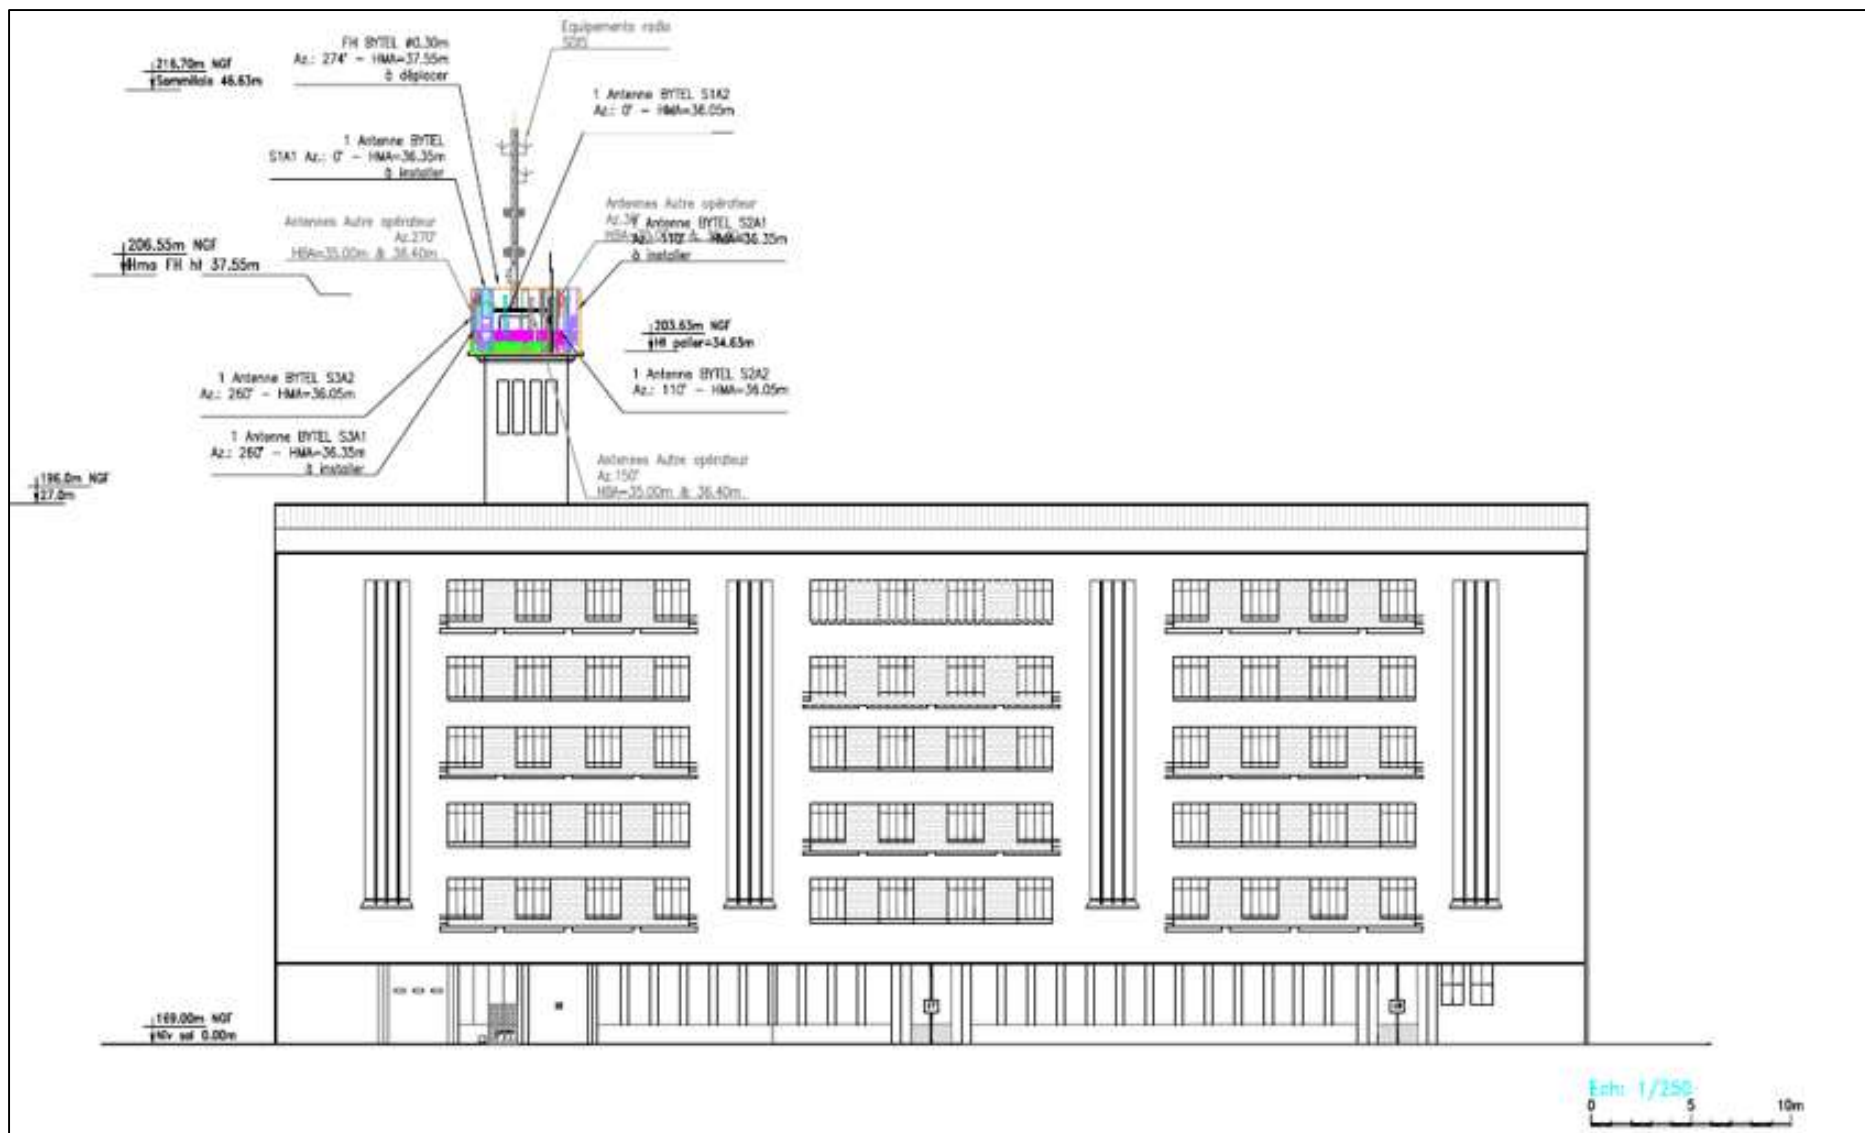 Equipements radio
SDIS
FH BYTEL Ø0.30m
Az.: 274° - HMA=37.55m
à déplacer
216.70m NGF
Sommitale 46.63m
1 Antenne BYTEL S1A2
Az.: 0° - HMA=36.05m
1 Antenne BYTEL
S1A1 Az.: 0° - HMA=36.35m
à installer
Antennes Autre opérateur
Az.270°
HBA=35.00m & 36.40m
Antennes Autre opérateur
1 Antenne BYTEL S2A1
Az.: 110° - HMA=36.35m
à installer
206.55m NGF
Hma FH ht 37.55m
203.63m NGF
Ht palier=34.63m
1 Antenne BYTEL S3A2
Az.: 260° - HMA=36.05m
1 Antenne BYTEL S2A2
Az.: 110° - HMA=36.05m
1 Antenne BYTEL S3A1
Az.: 260° - HMA=36.35m
à installer
Antennes Autre opérateur
Az.150°
HBA=35.00m & 36.40m
196.0m NGF
27.0m
169.00m NGF
Niv sol 0.00m
Ech: 1/250
0 5 10m